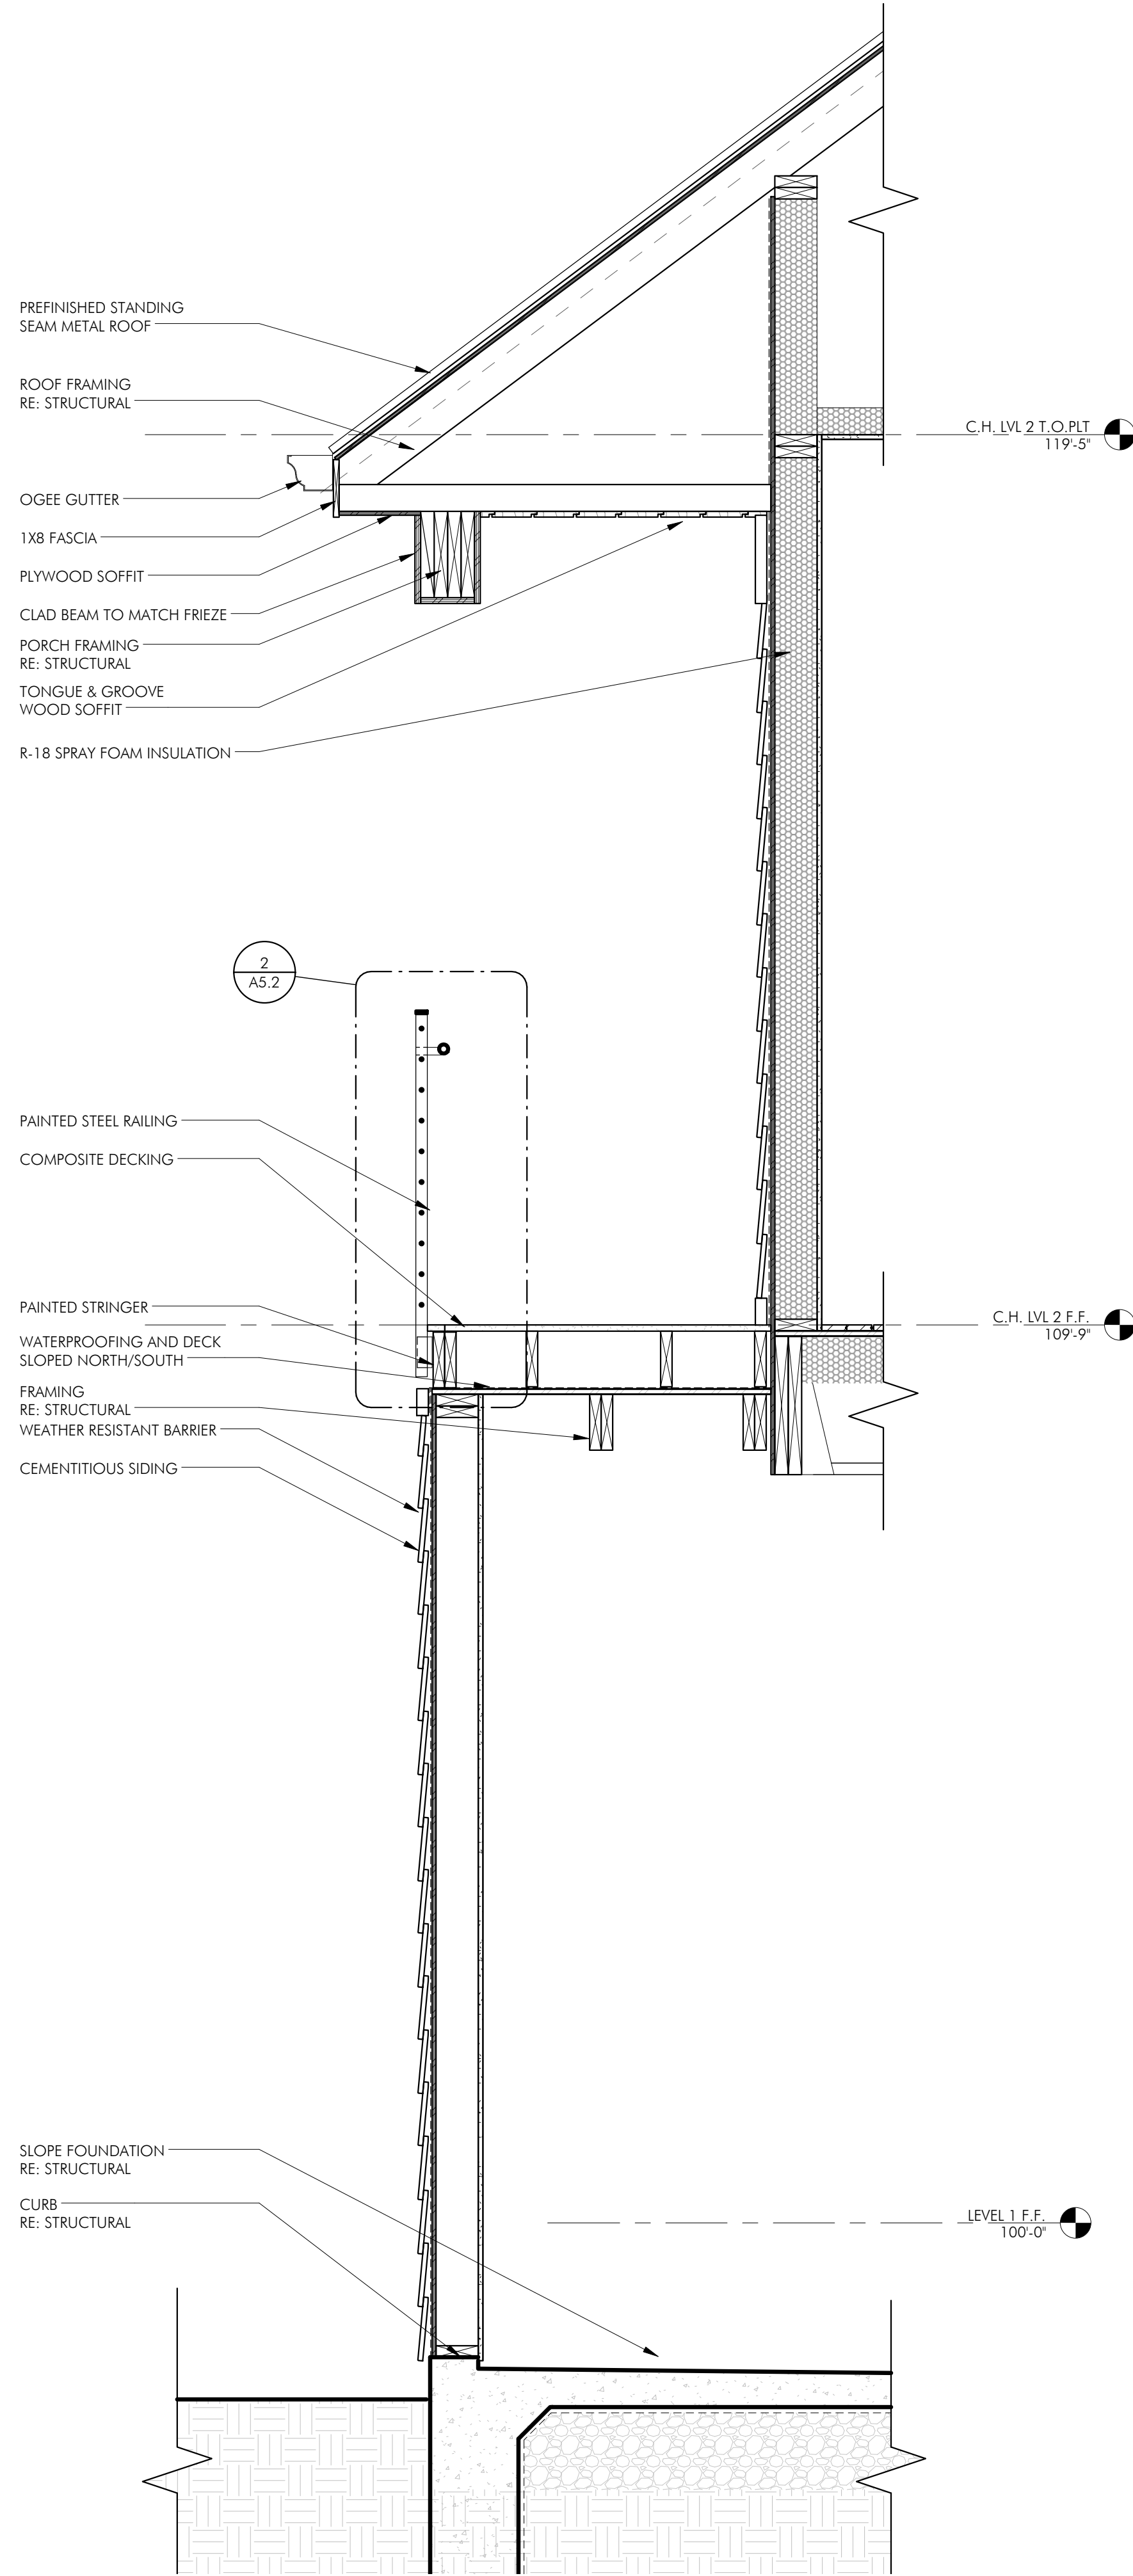 PREFINISHED STANDING
SEAM METAL ROOF
ROOF FRAMING
RE: STRUCTURAL
C.H. LVL 2 T.O.PLT
119'-5"
OGEE GUTTER
1X8 FASCIA
PLYWOOD SOFFIT
CLAD BEAM TO MATCH FRIEZE
PORCH FRAMING
RE: STRUCTURAL
TONGUE & GROOVE
WOOD SOFFIT
R-18 SPRAY FOAM INSULATION
2
A5.2
PAINTED STEEL RAILING
COMPOSITE DECKING
PAINTED STRINGER
C.H. LVL 2 F.F.
109'-9"
WATERPROOFING AND DECK
SLOPED NORTH/SOUTH
FRAMING
RE: STRUCTURAL
WEATHER RESISTANT BARRIER
CEMENTITIOUS SIDING
SLOPE FOUNDATION
RE: STRUCTURAL
CURB
RE: STRUCTURAL
LEVEL 1 F.F.
100'-0"